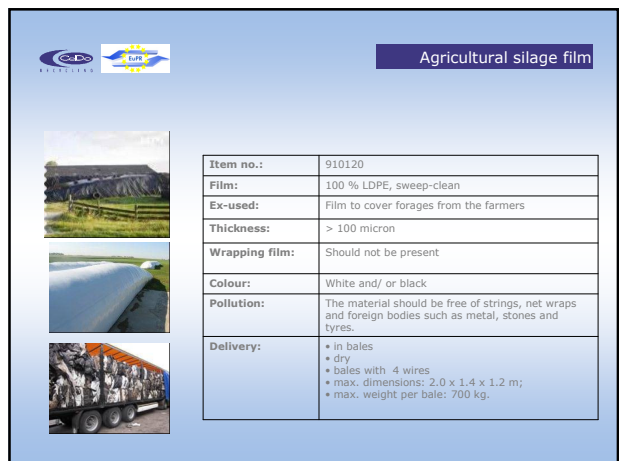 CeDo
RECYCLING
EuPR
Agricultural silage film
Item no.: 910120
Film: 100 % LDPE, sweep-clean
Ex-used: Film to cover forages from the farmers
Thickness: > 100 micron
Wrapping film: Should not be present
Colour: White and/ or black
Pollution: The material should be free of strings, net wraps
and foreign bodies such as metal, stones and
tyres.
Delivery: • in bales
• dry
• bales with 4 wires
• max. dimensions: 2.0 x 1.4 x 1.2 m;
• max. weight per bale: 700 kg.